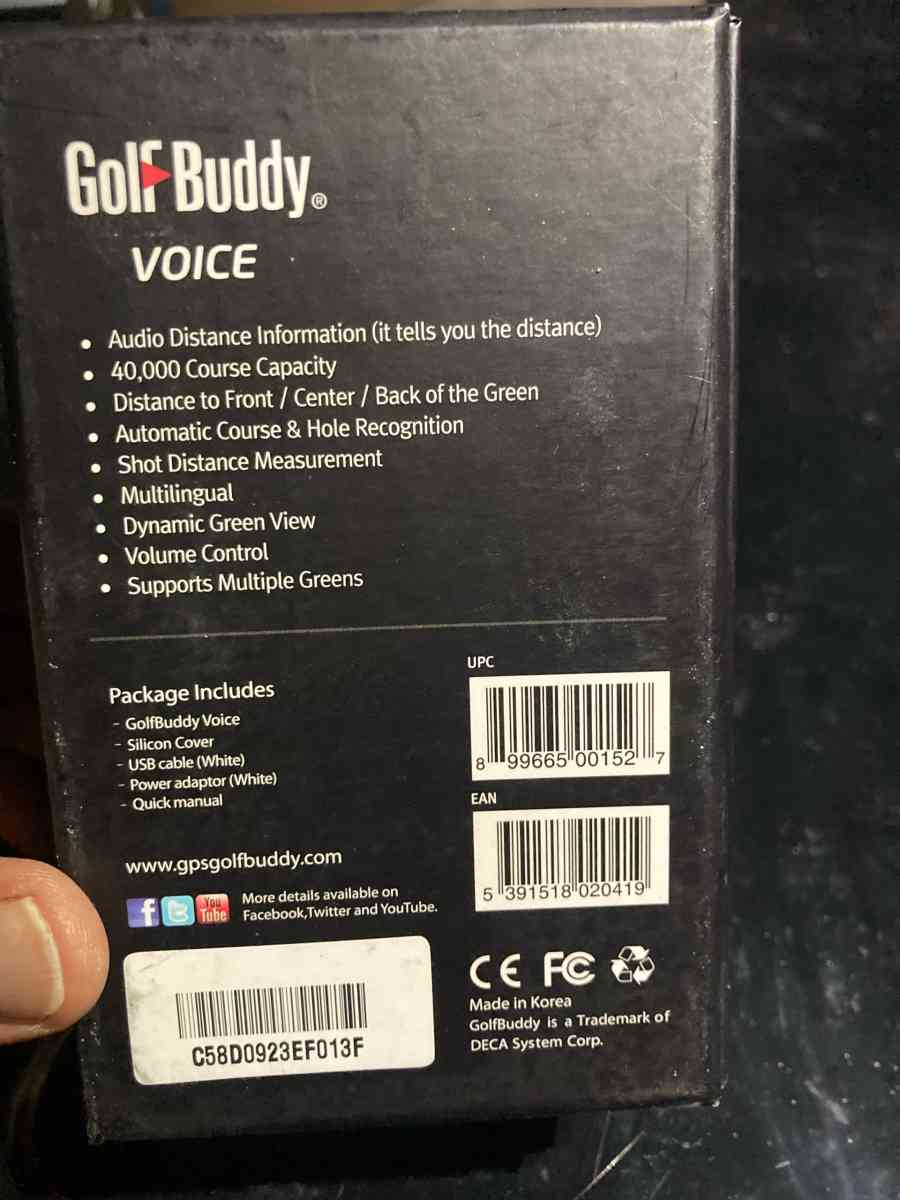 GolfBuddy®
VOICE
• Audio Distance Information (it tells you the distance)
• 40,000 Course Capacity
• Distance to Front / Center / Back of the Green
• Automatic Course & Hole Recognition
• Shot Distance Measurement
• Multilingual
• Dynamic Green View
• Volume Control
• Supports Multiple Greens
Package Includes
- GolfBuddy Voice
- Silicon Cover
- USB cable (White)
- Power adaptor (White)
- Quick manual
www.gpsgolfbuddy.com
f t You Tube
More details available on
Facebook,Twitter and YouTube.
C58D0923EF013F
UPC
8 99665 00152 7
EAN
5 391518 020419
CE FC
Made in Korea
GolfBuddy is a Trademark of
DECA System Corp.